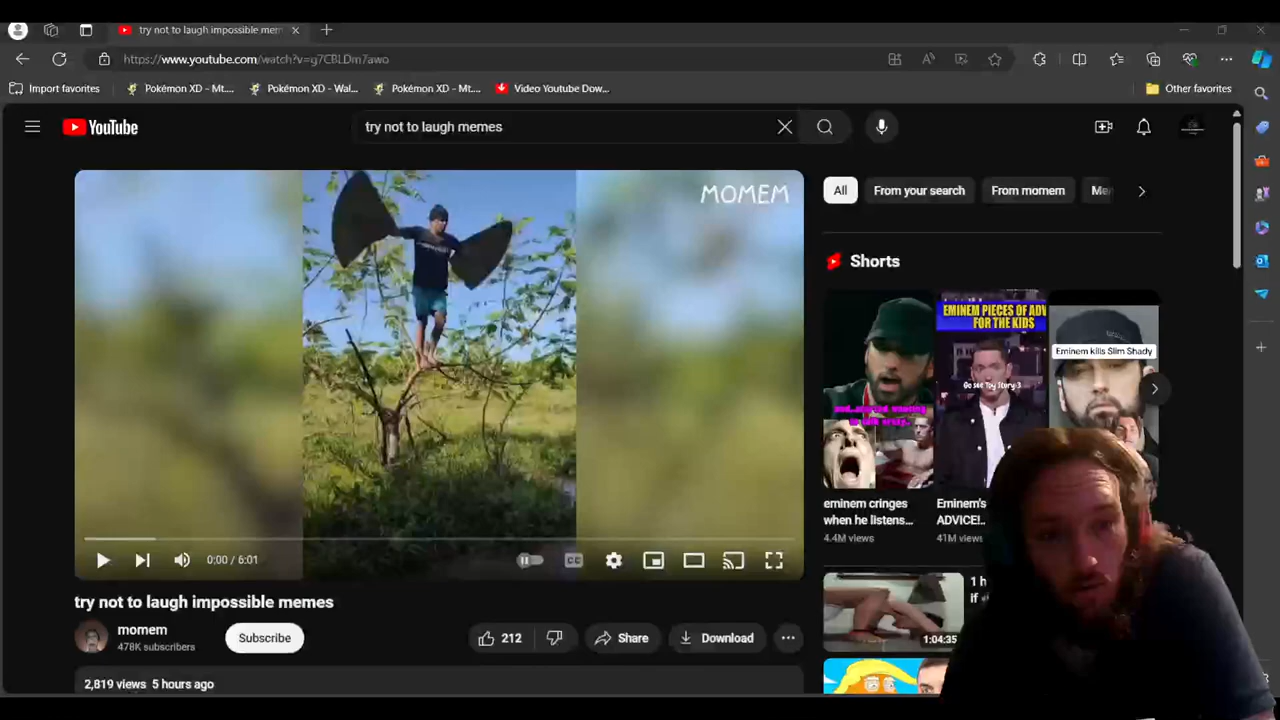 try not to laugh impossible mem
https://www.youtube.com/watch?v=g7CBLDm7awo
Import favorites
Pokémon XD - Mt....
Pokémon XD - Wal...
Pokémon XD - Mt....
Video Youtube Dow...
Other favorites
YouTube
try not to laugh memes
MOMEM
All
From your search
From momem
Me
Shorts
EMINEM PIECES OF ADV
FOR THE KIDS
Go see Toy Story 3
Eminem kills Slim Shady
eminem cringes
when he listens...
4.4M views
Eminem's
ADVICE!..
41M views
0:00 / 6:01
CC
try not to laugh impossible memes
momem
478K subscribers
Subscribe
212
Share
Download
1 h
if
1:04:35
2,819 views 5 hours ago